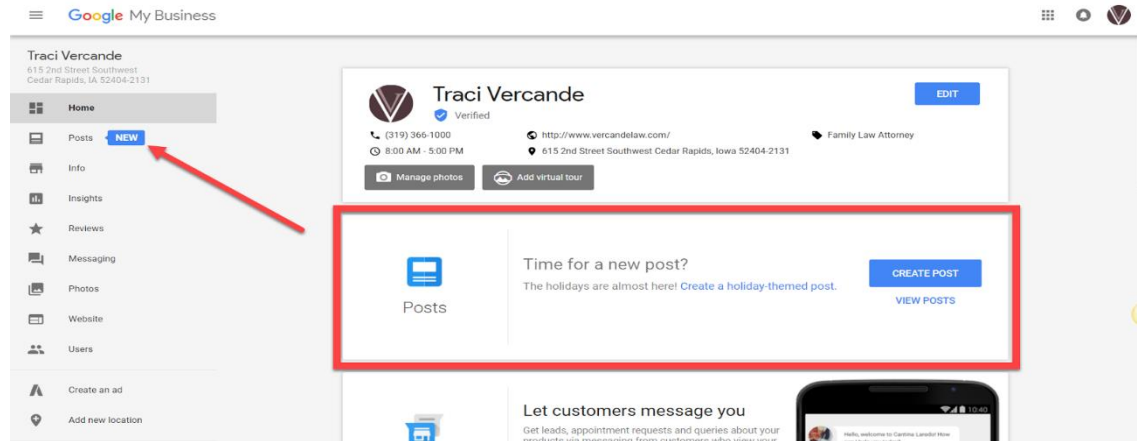 Google My Business
Traci Vercande
615 2nd Street Southwest
Cedar Rapids, IA 52404-2131
Home
Posts NEW
Info
Insights
Reviews
Messaging
Photos
Website
Users
Create an ad
Add new location
Traci Vercande
EDIT
Verified
(319) 366-1000 http://www.vercandelaw.com/ Family Law Attorney
8:00 AM - 5:00 PM 615 2nd Street Southwest Cedar Rapids, Iowa 52404-2131
Manage photos Add virtual tour
Posts
Time for a new post?
The holidays are almost here! Create a holiday-themed post.
CREATE POST
VIEW POSTS
Let customers message you
Get leads, appointment requests and queries about your
products via messaging from customers who view your
10:40
Hello, welcome to Cantina Laredo! How